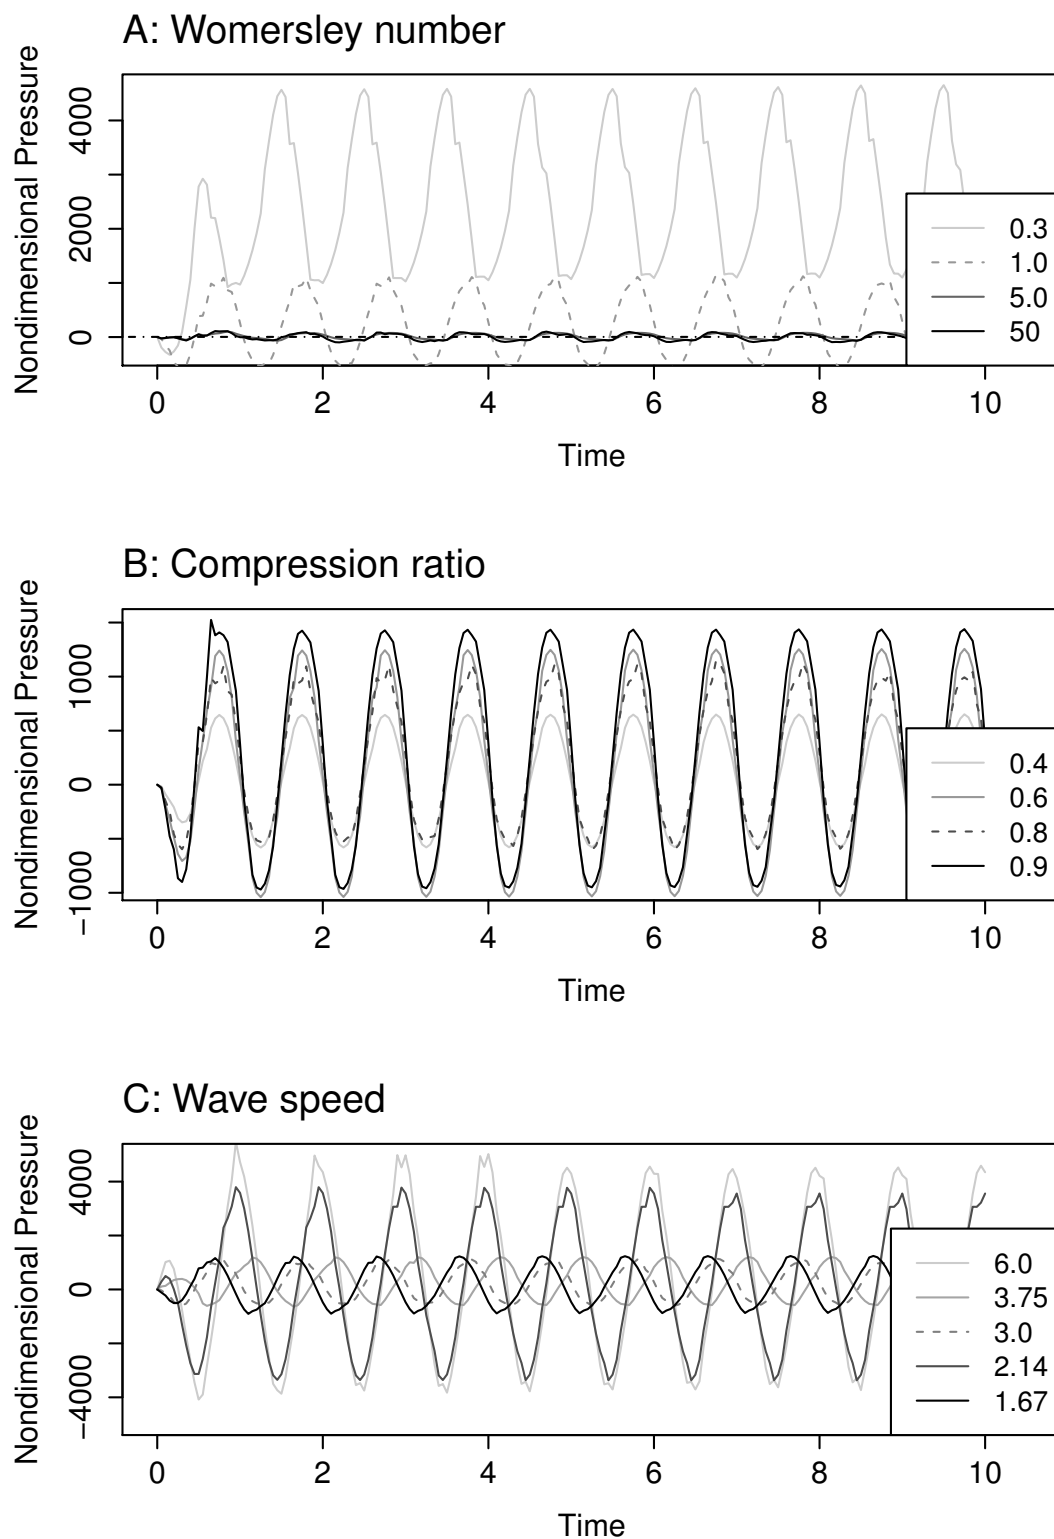 A: Womersley number
Nondimensional Pressure
4000
2000
0
0.3
1.0
5.0
50
0 2 4 6 8 10
Time
B: Compression ratio
Nondimensional Pressure
1000
0
−1000
0.4
0.6
0.8
0.9
0 2 4 6 8 10
Time
C: Wave speed
Nondimensional Pressure
4000
0
−4000
6.0
3.75
3.0
2.14
1.67
0 2 4 6 8 10
Time